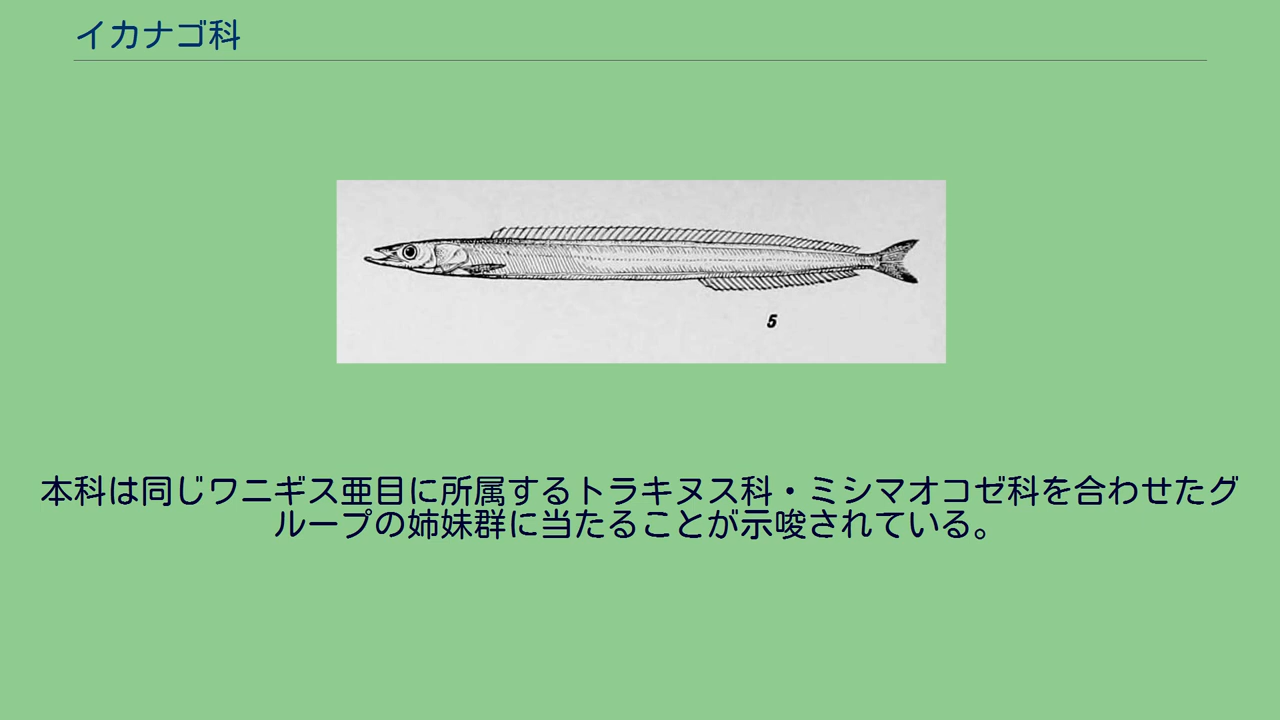 イカナゴ科
5
本科は同じワニギス亜目に所属するトラキヌス科・ミシマオコゼ科を合わせたグ
ループの姉妹群に当たることが示唆されている。